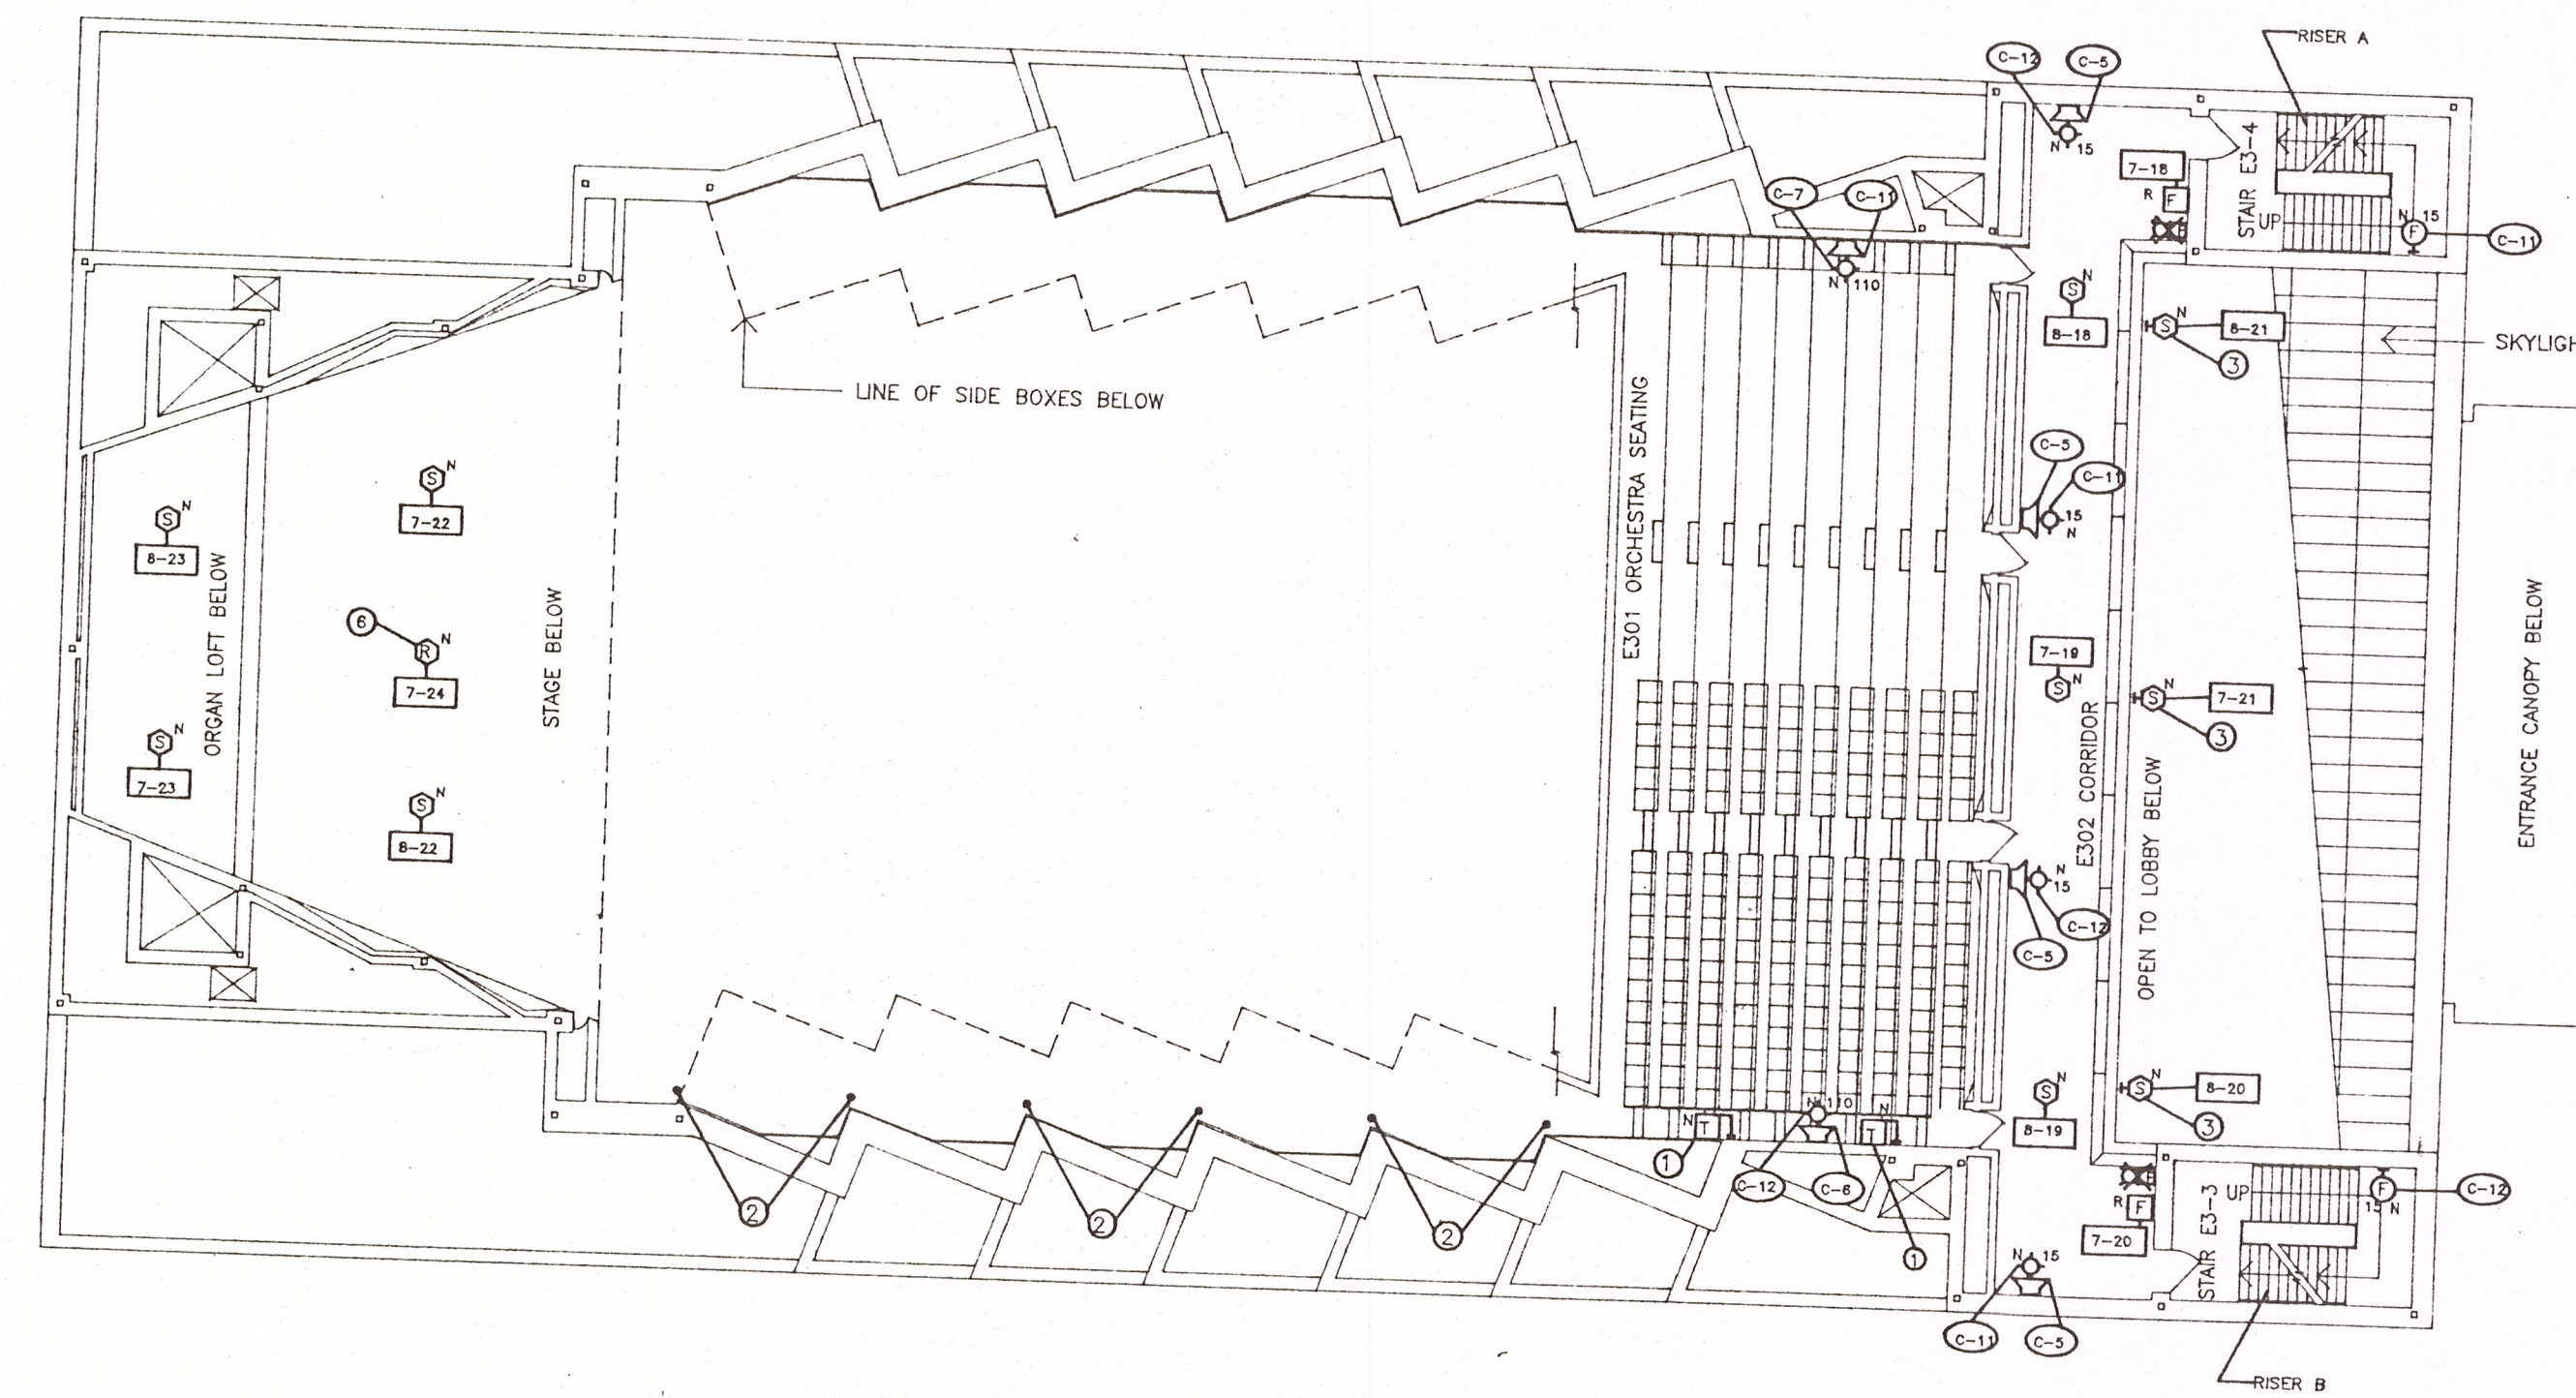 RISER A
C-12
C-5
N 15
7-18
R F
STAIR E3-4
UP
N 15
F
C-11
C-7
C-11
N 110
S N
8-18
S N
8-21
3
SKYLIGH
LINE OF SIDE BOXES BELOW
E301 ORCHESTRA SEATING
C-5
C-11
15
N
S N
7-22
S N
8-23
ORGAN LOFT BELOW
6
R N
7-24
STAGE BELOW
7-19
S N
E302 CORRIDOR
S N
7-21
3
OPEN TO LOBBY BELOW
ENTRANCE CANOPY BELOW
S N
7-23
S N
8-22
N
15
C-12
C-5
S N
8-19
S N
8-20
3
N T
N 110
N
T
1
C-12
C-6
1
2
2
2
R F
7-20
STAIR E3-3
UP
F
15 N
C-12
N 15
C-11
C-5
RISER B